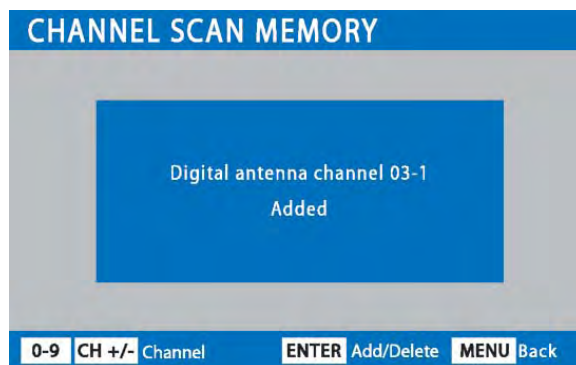 CHANNEL SCAN MEMORY
Digital antenna channel 03-1
Added
0-9 CH +/- Channel ENTER Add/Delete MENU Back